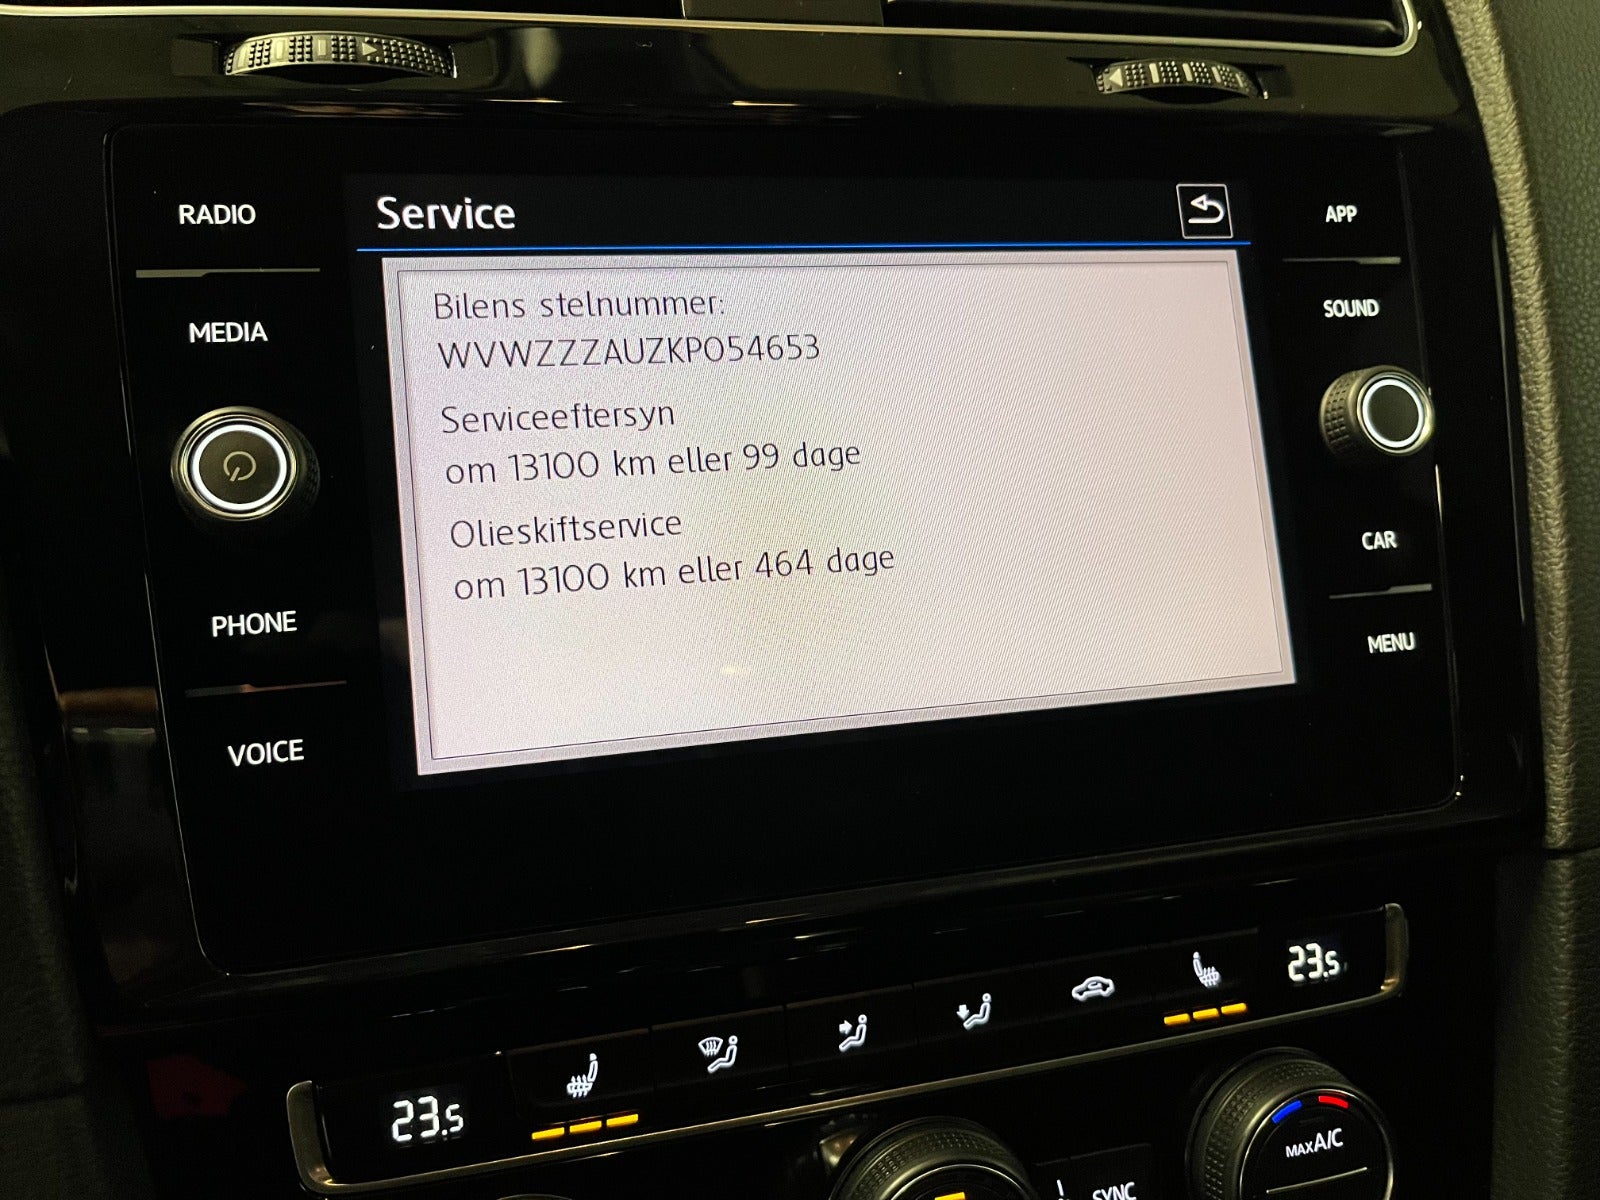 RADIO
MEDIA
PHONE
VOICE
Service
Bilens stelnummer:
WVWZZZAUZKP054653
Serviceeftersyn
om 13100 km eller 99 dage
Olieskiftservice
om 13100 km eller 464 dage
APP
SOUND
CAR
MENU
23.5
23.5
MAX A/C
SYNC